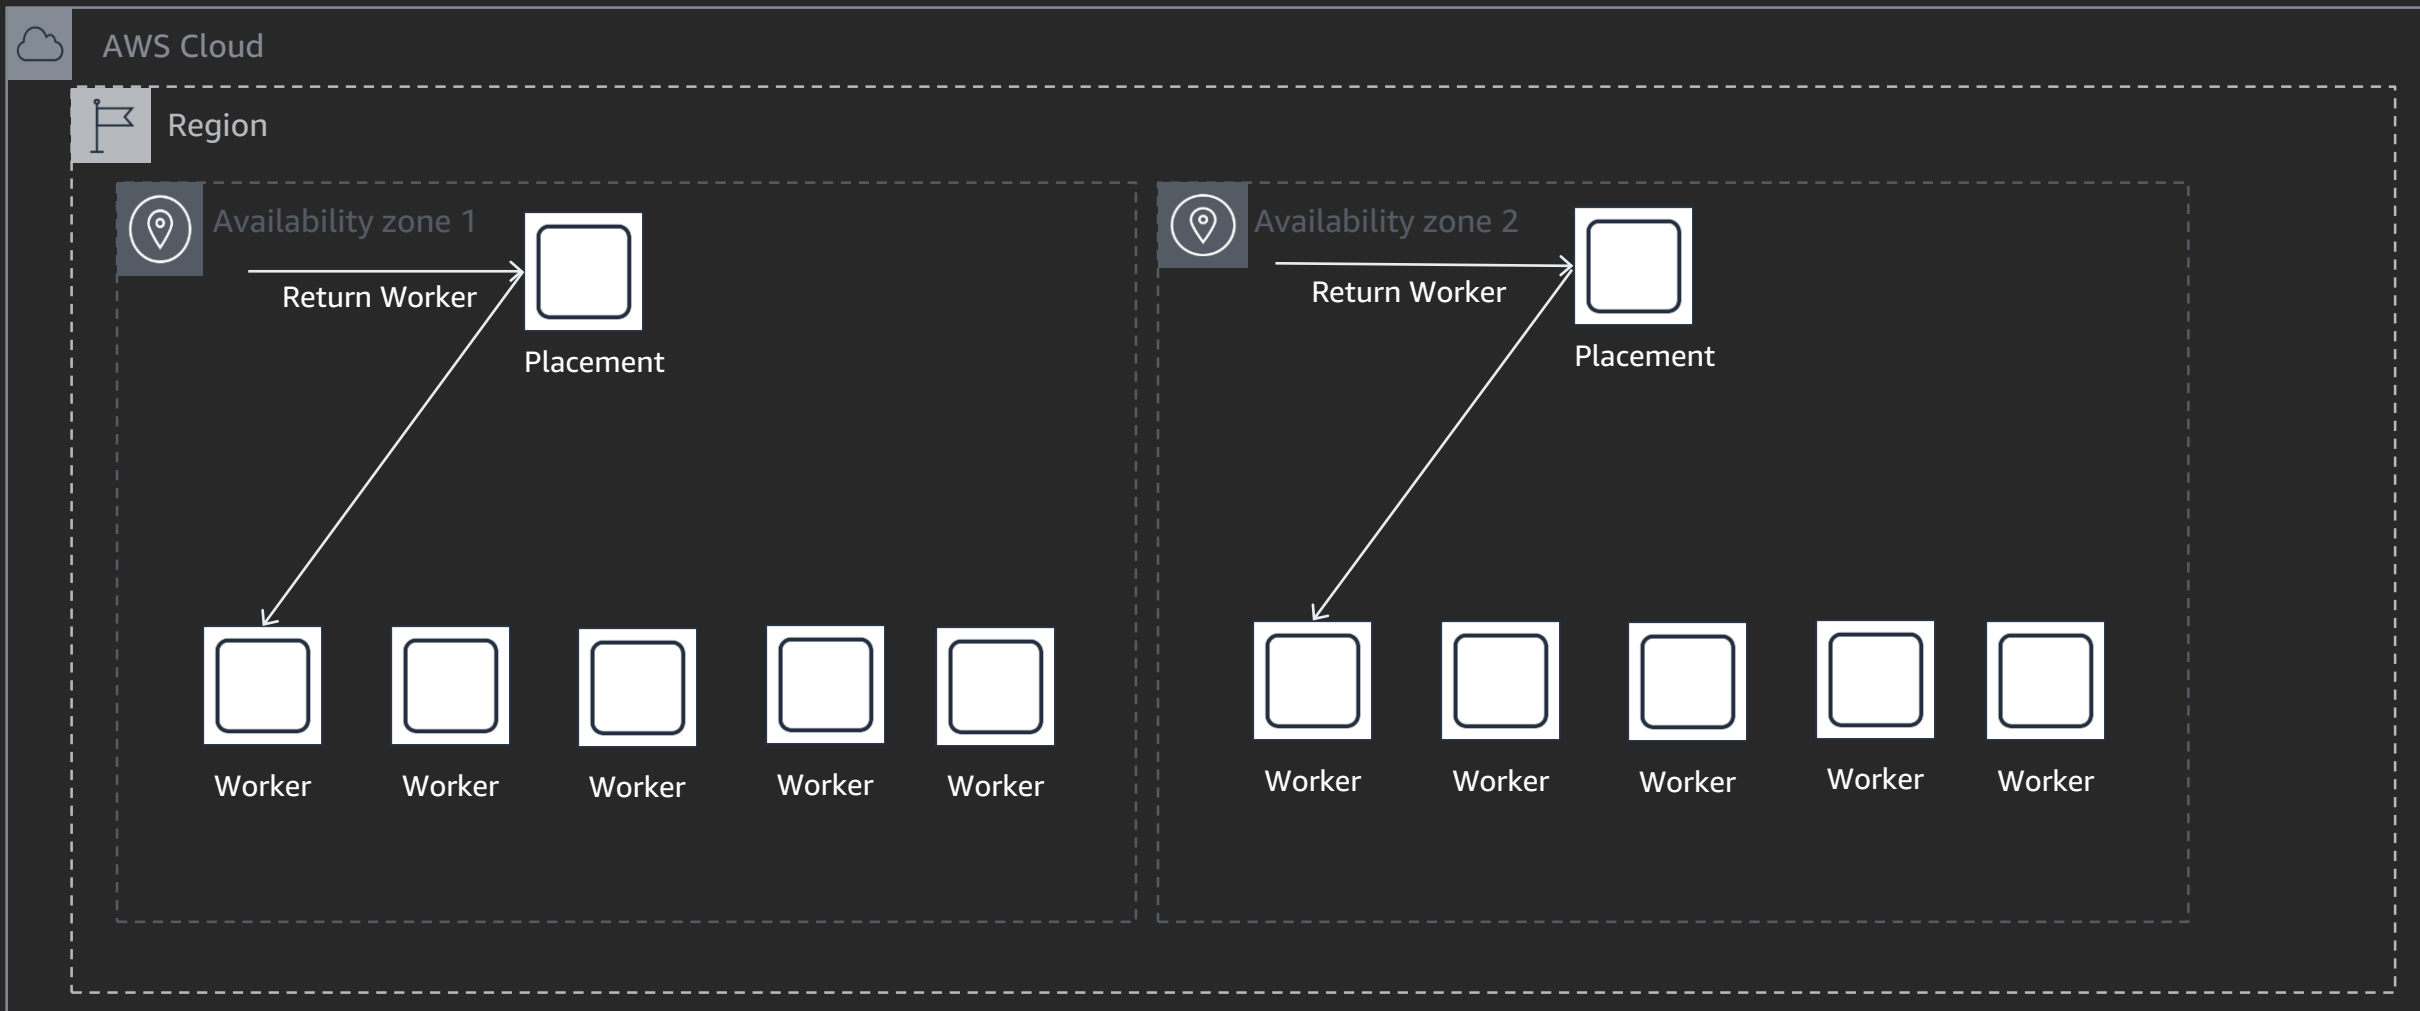 AWS Cloud
Region
Availability zone 1
Return Worker
Placement
Worker
Worker
Worker
Worker
Worker
Availability zone 2
Return Worker
Placement
Worker
Worker
Worker
Worker
Worker